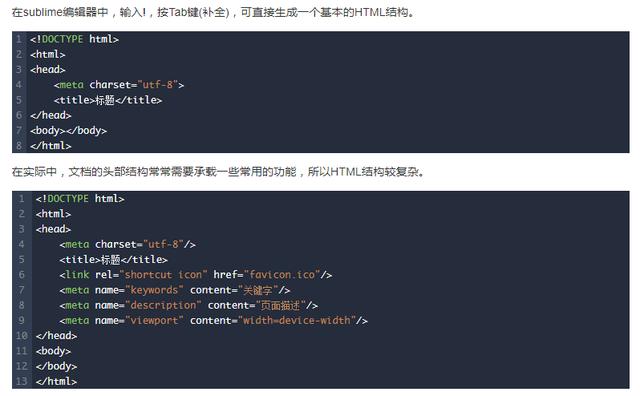 在sublime编辑器中，输入!，按Tab键(补全)，可直接生成一个基本的HTML结构。
1 <!DOCTYPE html>
2 <html>
3 <head>
4     <meta charset="utf-8">
5     <title>标题</title>
6 </head>
7 <body></body>
8 </html>
在实际中，文档的头部结构常常需要承载一些常用的功能，所以HTML结构较复杂。
1 <!DOCTYPE html>
2 <html>
3 <head>
4     <meta charset="utf-8"/>
5     <title>标题</title>
6     <link rel="shortcut icon" href="favicon.ico"/>
7     <meta name="keywords" content="关键字"/>
8     <meta name="description" content="页面描述"/>
9     <meta name="viewport" content="width=device-width"/>
10 </head>
11 <body>
12 </body>
13 </html>